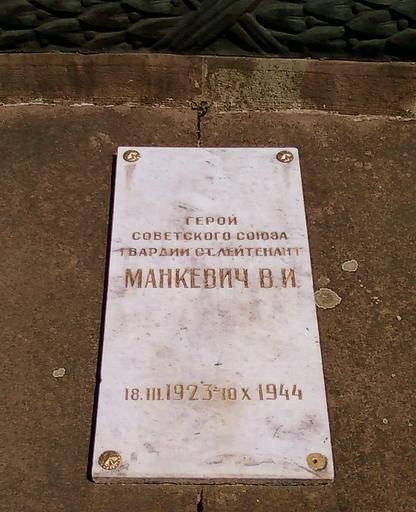 ГЕРОЙ
СОВЕТСКОГО СОЮЗА
ГВАРДИИ СТ. ЛЕЙТЕНАНТ
МАНКЕВИЧ В. И.
18. III. 1923-10 X 1944